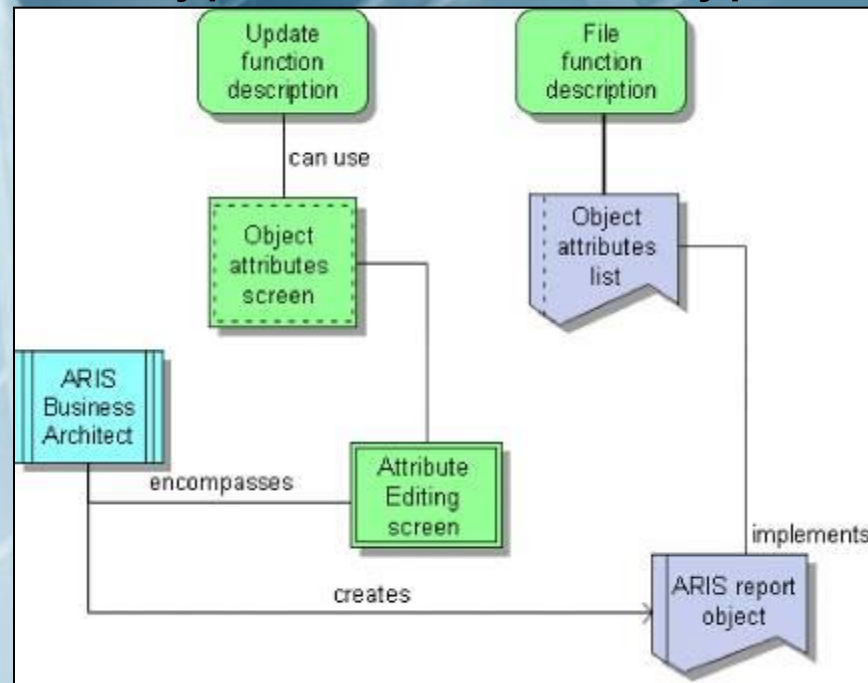 Update
function
description
File
function
description
can use
Object
attributes
screen
Object
attributes
list
ARIS
Business
Architect
encompasses
Attribute
Editing
screen
implements
creates
ARIS report
object